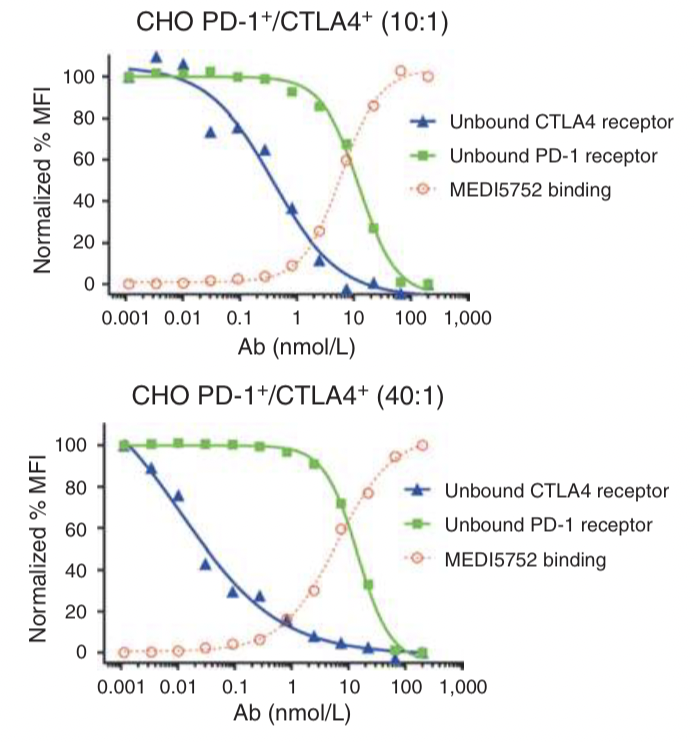 CHO PD-1⁺/CTLA4⁺ (10:1)
Normalized % MFI
100
80
60
40
20
0
Unbound CTLA4 receptor
Unbound PD-1 receptor
MEDI5752 binding
0.001 0.01 0.1 1 10 100 1,000
Ab (nmol/L)
CHO PD-1⁺/CTLA4⁺ (40:1)
Normalized % MFI
100
80
60
40
20
0
Unbound CTLA4 receptor
Unbound PD-1 receptor
MEDI5752 binding
0.001 0.01 0.1 1 10 100 1,000
Ab (nmol/L)